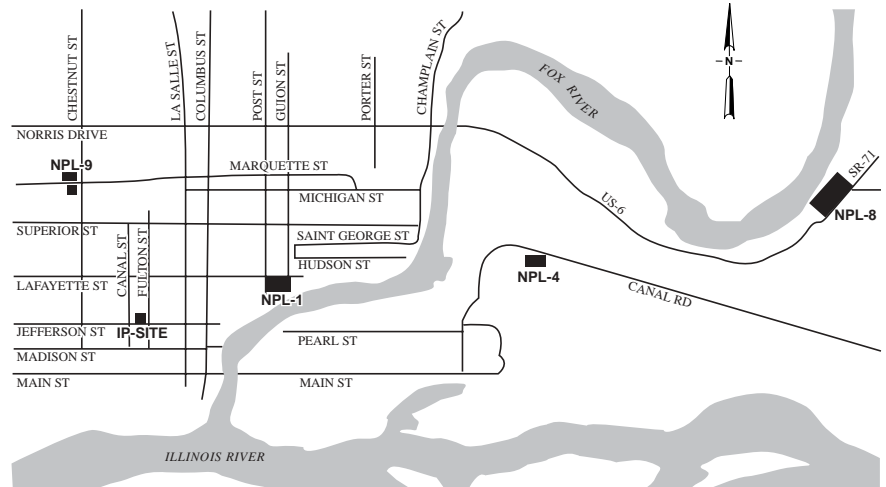 CHESTNUT ST
LA SALLE ST
COLUMBUS ST
POST ST
GUION ST
PORTER ST
CHAMPLAIN ST
FOX RIVER
N
NORRIS DRIVE
NPL-9
MARQUETTE ST
SR-71
MICHIGAN ST
US-6
NPL-8
SUPERIOR ST
CANAL ST
FULTON ST
SAINT GEORGE ST
HUDSON ST
NPL-4
LAFAYETTE ST
NPL-1
CANAL RD
JEFFERSON ST
IP-SITE
PEARL ST
MADISON ST
MAIN ST
MAIN ST
ILLINOIS RIVER